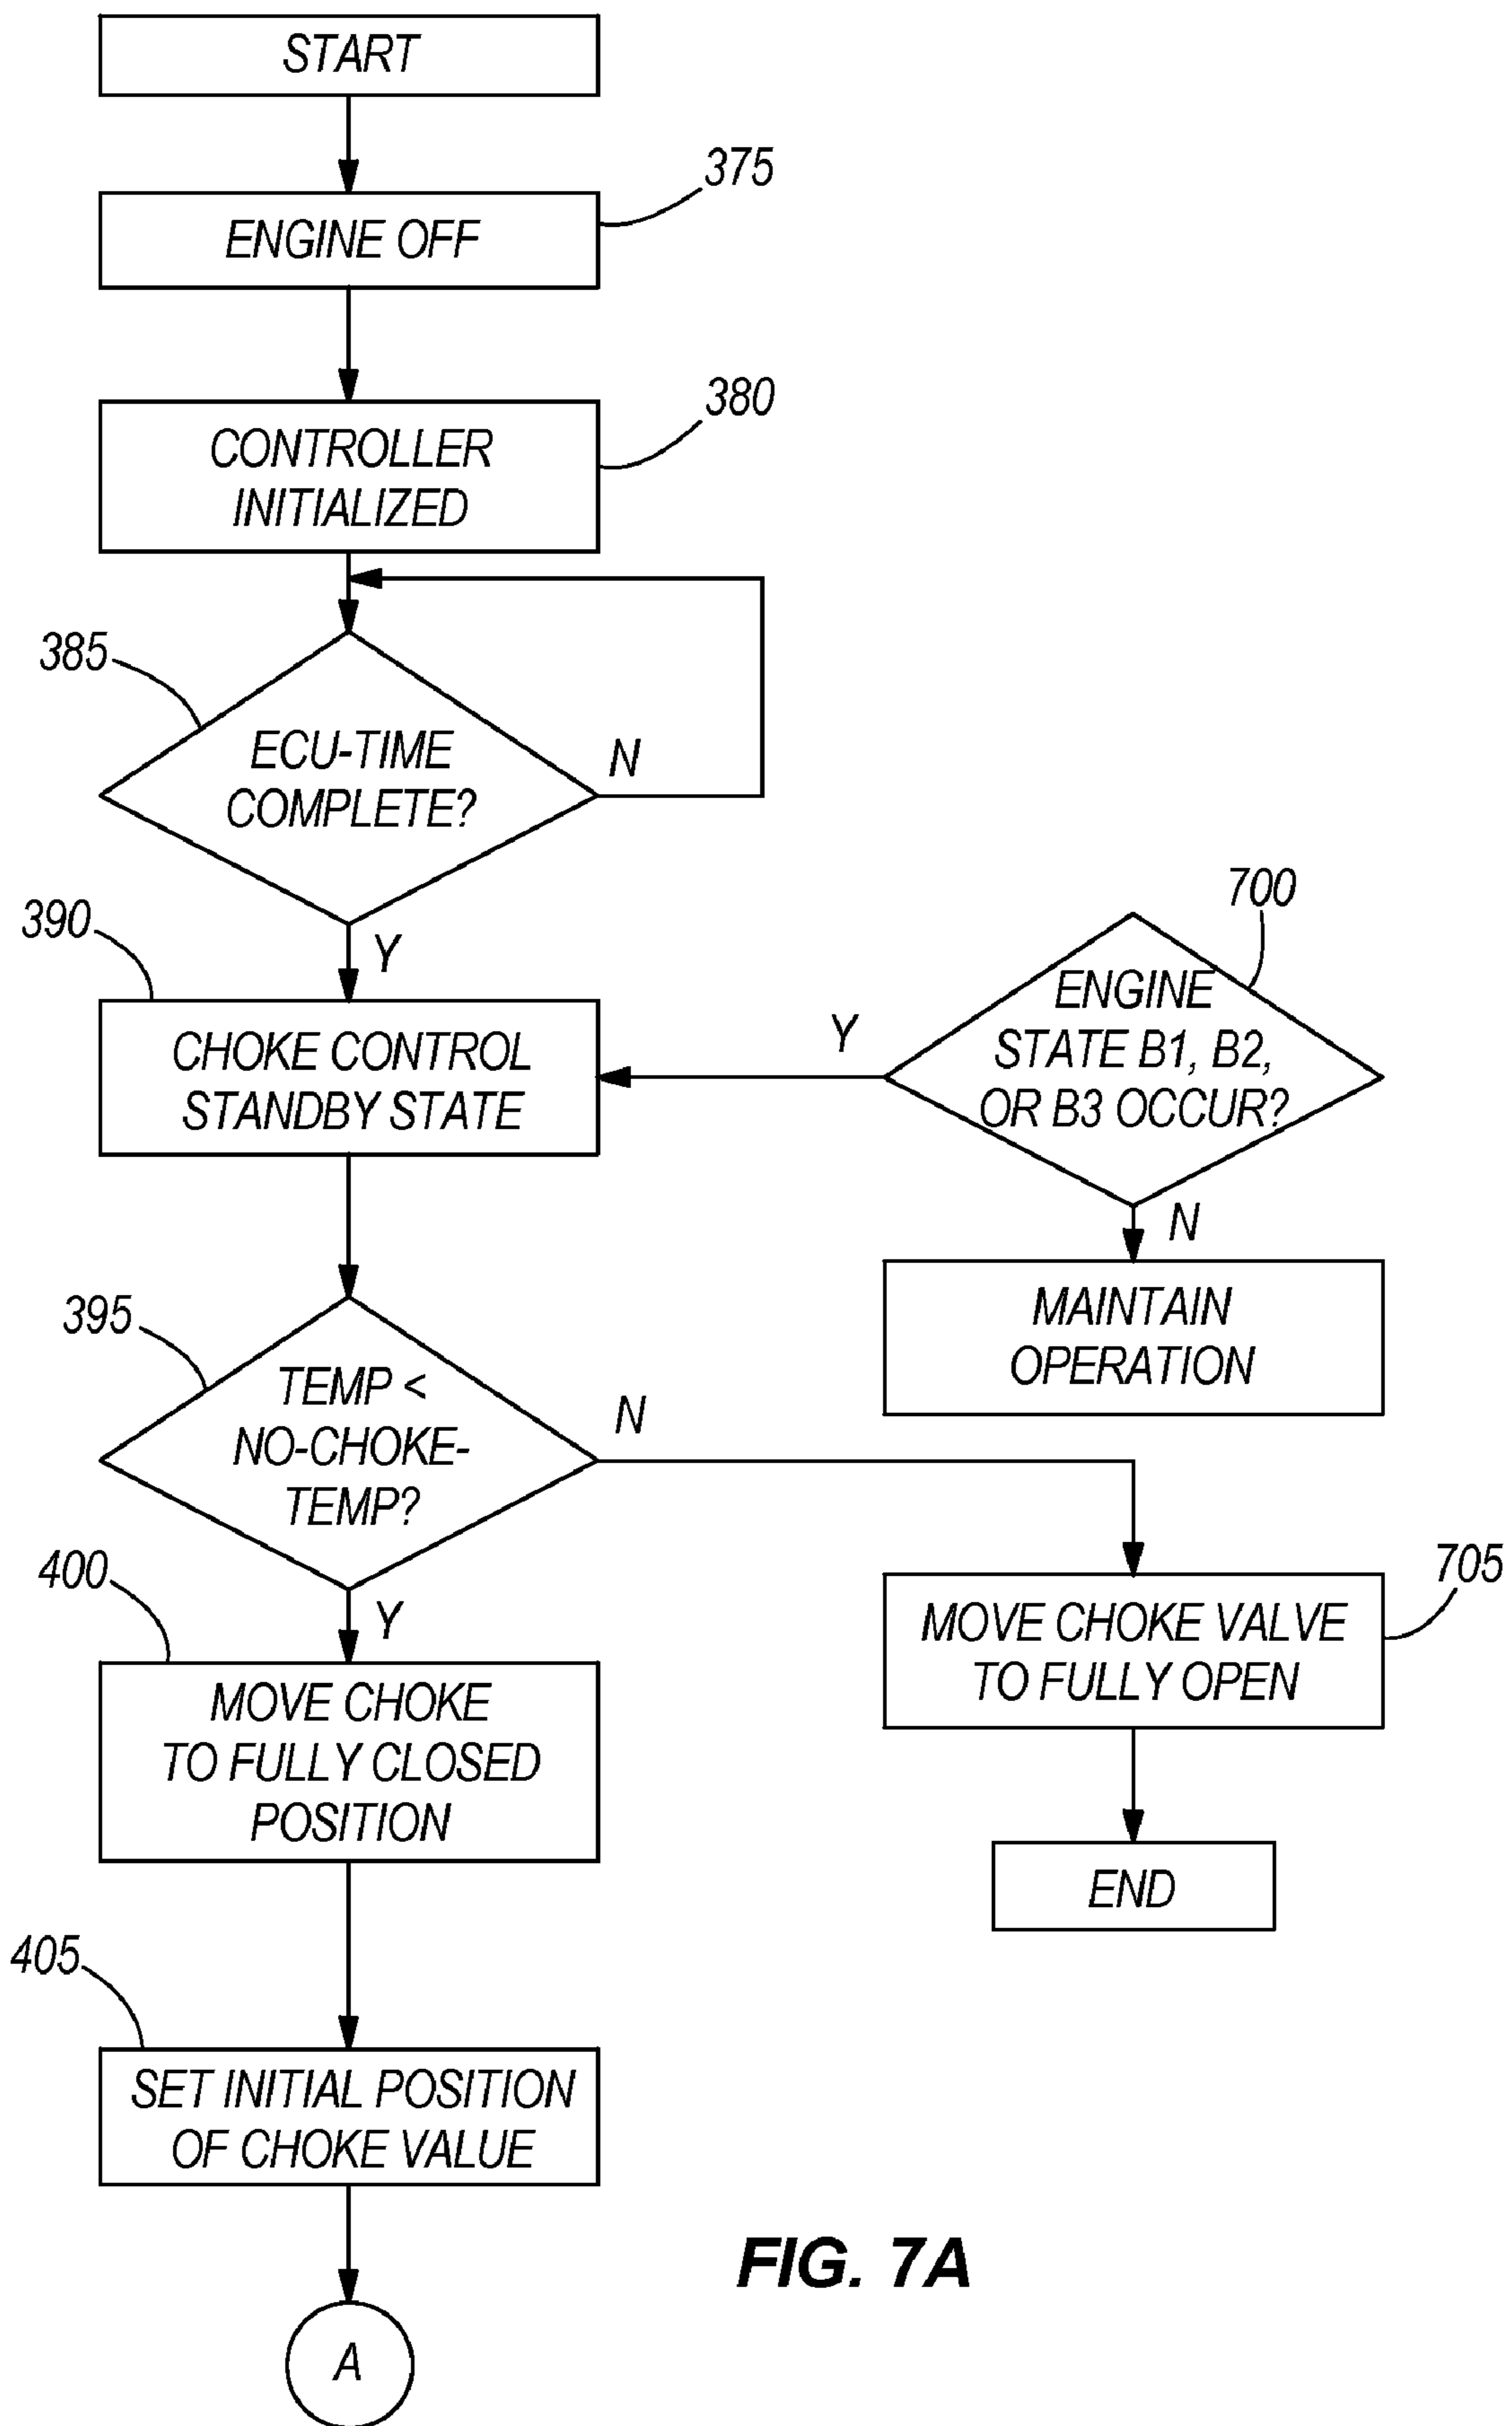 START
375
ENGINE OFF
380
CONTROLLER
INITIALIZED
385
ECU-TIME
COMPLETE?
N
Y
390
CHOKE CONTROL
STANDBY STATE
700
ENGINE
STATE B1, B2,
OR B3 OCCUR?
Y
N
MAINTAIN
OPERATION
395
TEMP <
NO-CHOKE-
TEMP?
N
Y
705
MOVE CHOKE VALVE
TO FULLY OPEN
END
400
MOVE CHOKE
TO FULLY CLOSED
POSITION
405
SET INITIAL POSITION
OF CHOKE VALUE
A
FIG. 7A